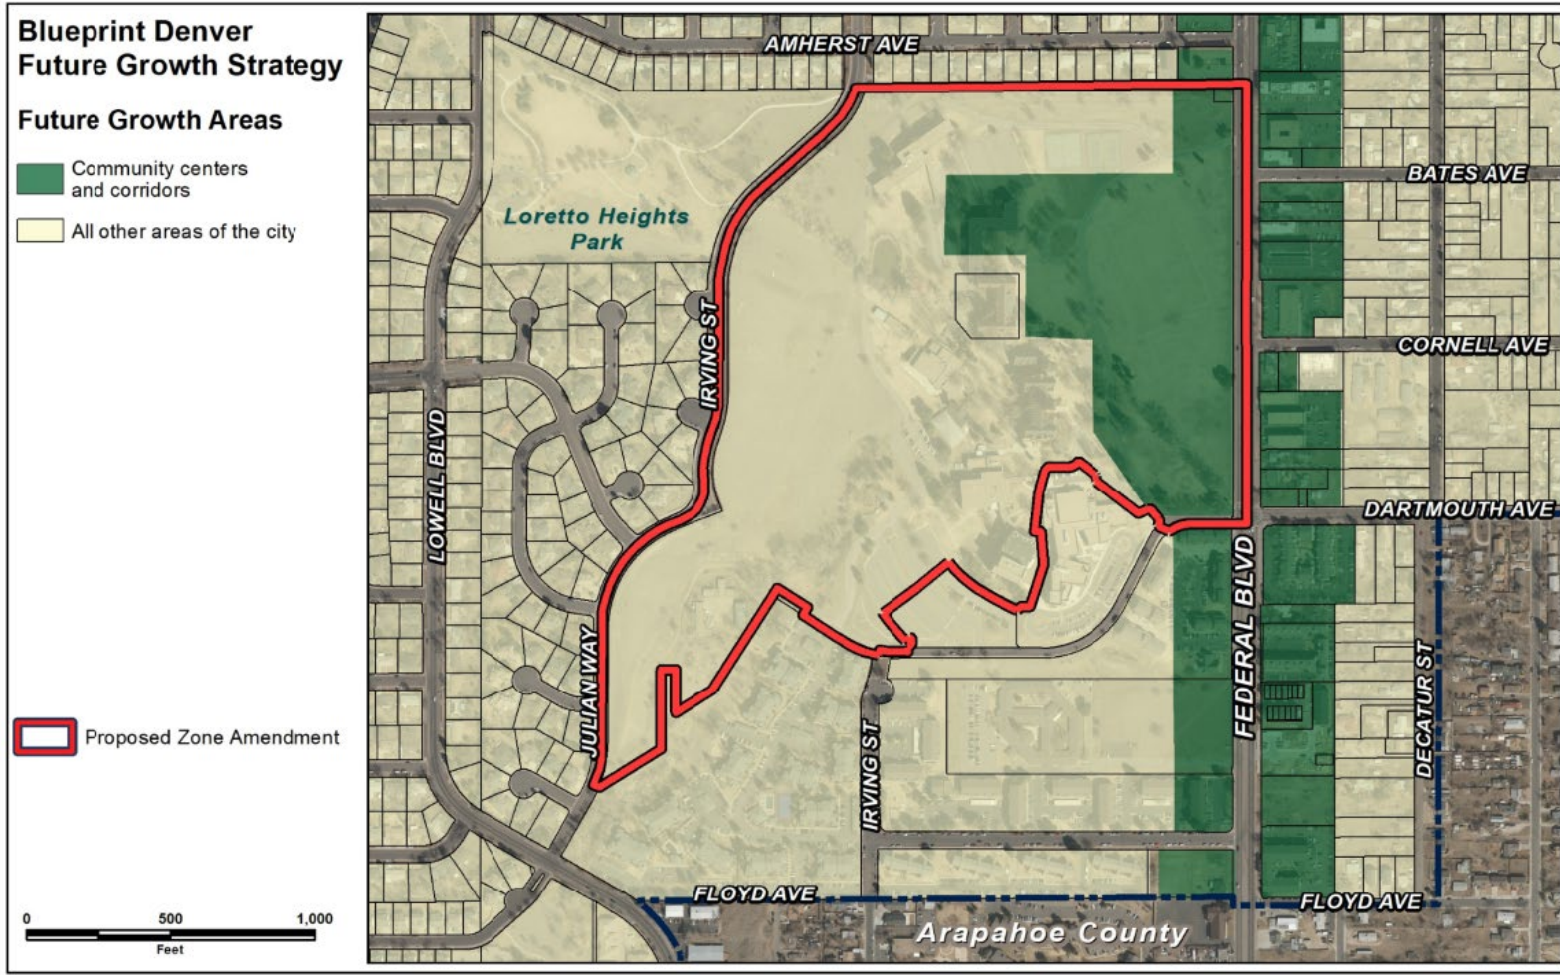 Blueprint Denver
Future Growth Strategy
Future Growth Areas
Community centers
and corridors
All other areas of the city
Proposed Zone Amendment
0 500 1,000
Feet
AMHERST AVE
BATES AVE
Loretto Heights
Park
IRVING ST
CORNELL AVE
LOWELL BLVD
DARTMOUTH AVE
FEDERAL BLVD
JULIAN WAY
DECATUR ST
IRVING ST
FLOYD AVE
FLOYD AVE
Arapahoe County